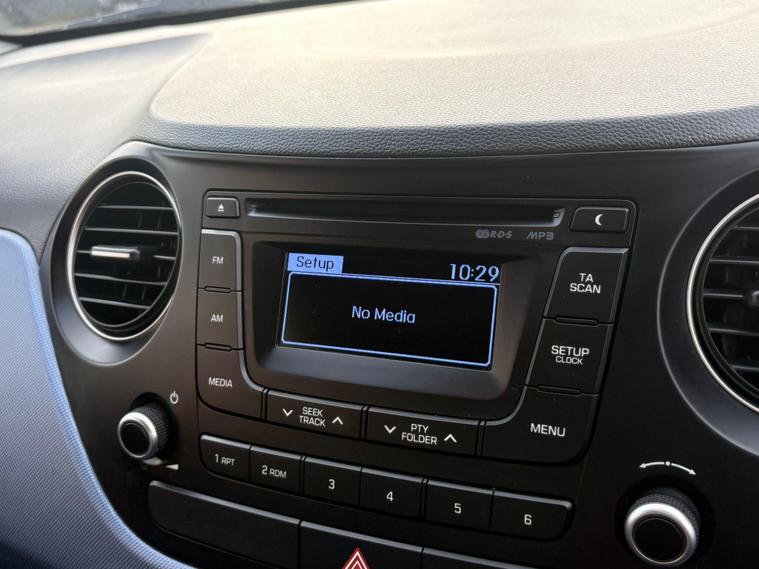 R·D·S MP3
FM
Setup
10:29
TA
SCAN
AM
No Media
SETUP
CLOCK
MEDIA
SEEK
TRACK
PTY
FOLDER
MENU
1 RPT
2 RDM
3
4
5
6